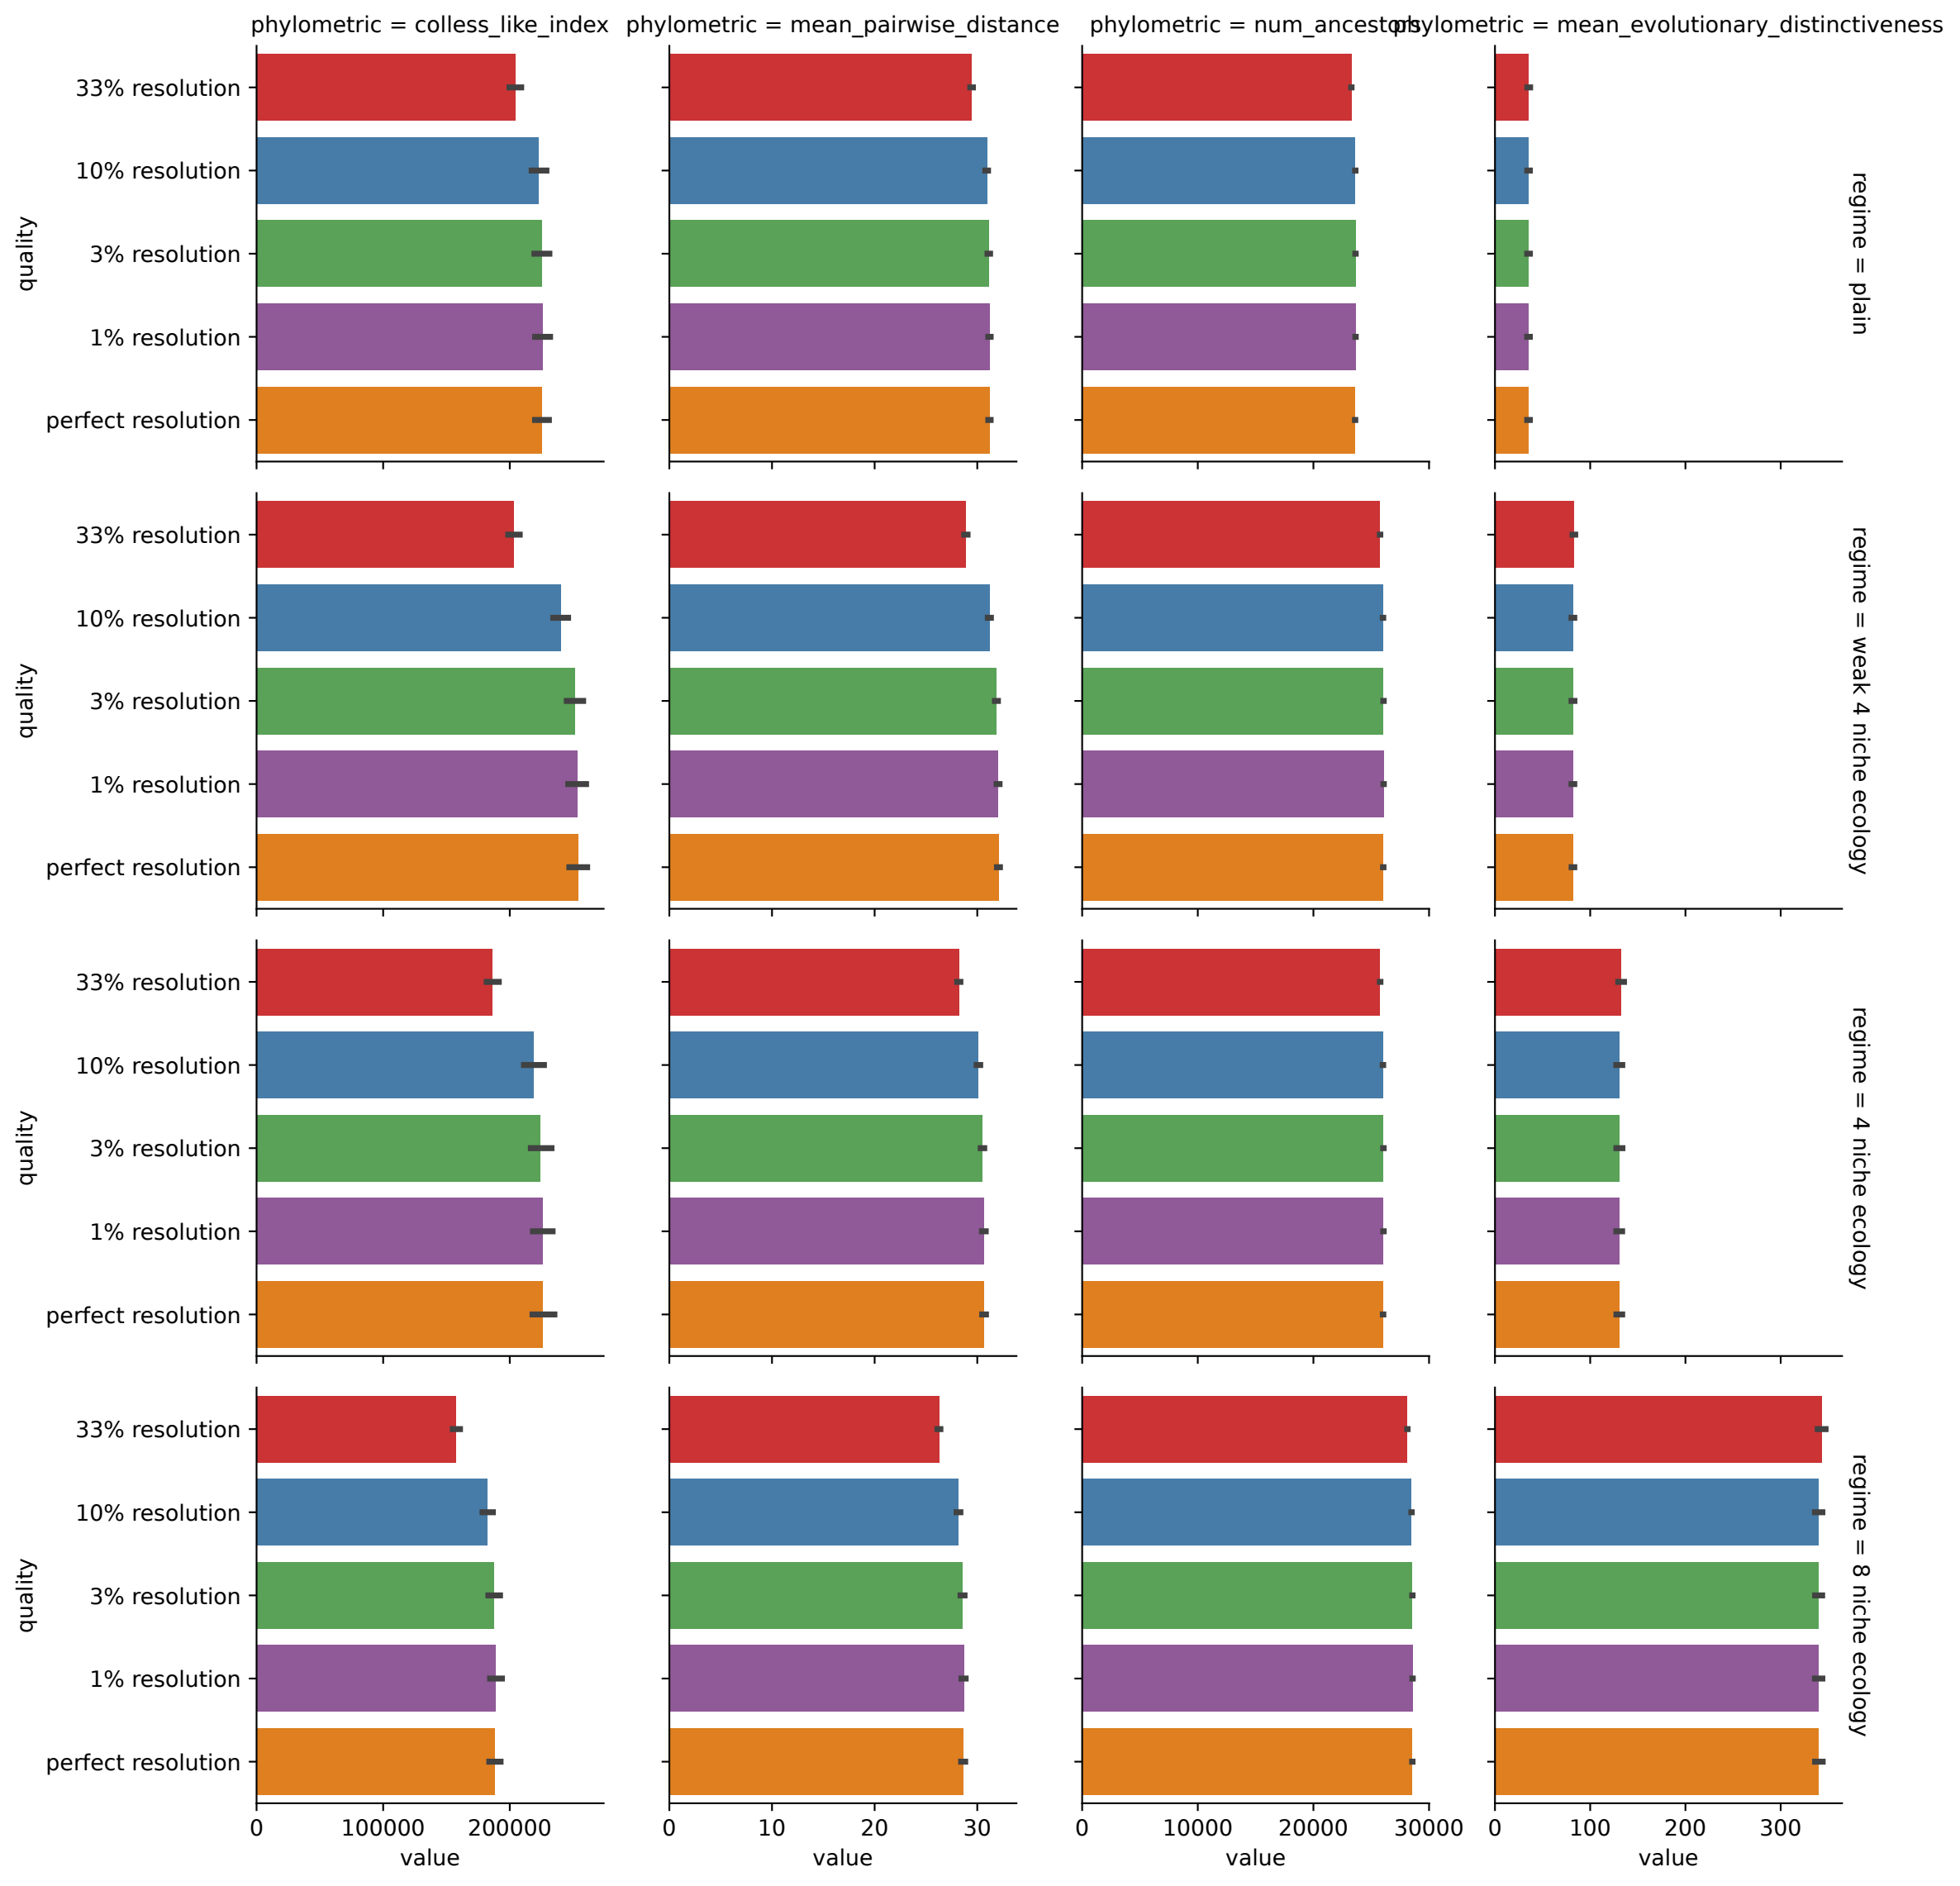 phylometric = colless_like_index
phylometric = mean_pairwise_distance
phylometric = num_ancestors
phylometric = mean_evolutionary_distinctiveness
quality
33% resolution
10% resolution
3% resolution
1% resolution
perfect resolution
regime = plain
quality
33% resolution
10% resolution
3% resolution
1% resolution
perfect resolution
regime = weak 4 niche ecology
quality
33% resolution
10% resolution
3% resolution
1% resolution
perfect resolution
regime = 4 niche ecology
quality
33% resolution
10% resolution
3% resolution
1% resolution
perfect resolution
regime = 8 niche ecology
0 100000 200000
value
0 10 20 30
value
0 10000 20000 30000
value
0 100 200 300
value